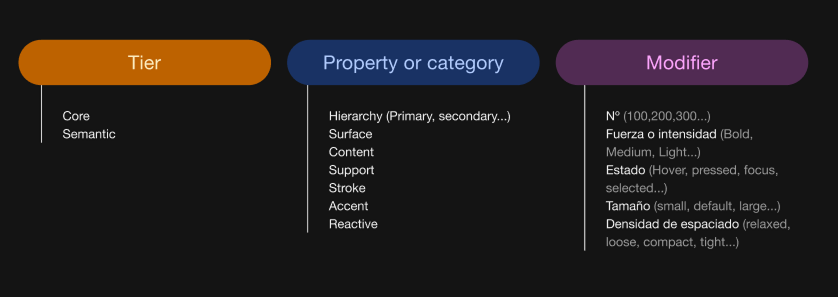 Tier
Core
Semantic
Property or category
Hierarchy (Primary, secondary...)
Surface
Content
Support
Stroke
Accent
Reactive
Modifier
Nº (100,200,300...)
Fuerza o intensidad (Bold,
Medium, Light...)
Estado (Hover, pressed, focus,
selected...)
Tamaño (small, default, large...)
Densidad de espaciado (relaxed,
loose, compact, tight...)